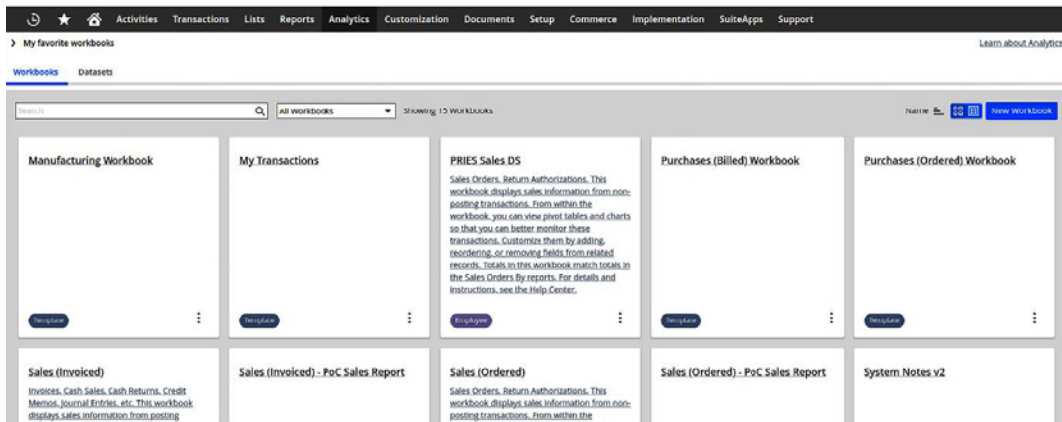 Activities Transactions Lists Reports Analytics Customization Documents Setup Commerce Implementation SuiteApps Support
My favorite workbooks
Learn about Analytics
Workbooks Datasets
Search
All Workbooks
Showing 15 Workbooks
Name
New Workbook
Manufacturing Workbook
Template
My Transactions
Template
PRIES Sales DS
Sales Orders, Return Authorizations. This
workbook displays sales information from non-
posting transactions. From within the
workbook, you can view pivot tables and charts
so that you can better monitor these
transactions. Customize them by adding,
reordering, or removing fields from related
records. Totals in this workbook match totals in
the Sales Orders By reports. For details and
instructions, see the Help Center.
Employee
Purchases (Billed) Workbook
Template
Purchases (Ordered) Workbook
Template
Sales (Invoiced)
Invoices, Cash Sales, Cash Returns, Credit
Memos, Journal Entries, etc. This workbook
displays sales information from posting
Sales (Invoiced) - PoC Sales Report
Sales (Ordered)
Sales Orders, Return Authorizations. This
workbook displays sales information from non-
posting transactions. From within the
Sales (Ordered) - PoC Sales Report
System Notes v2